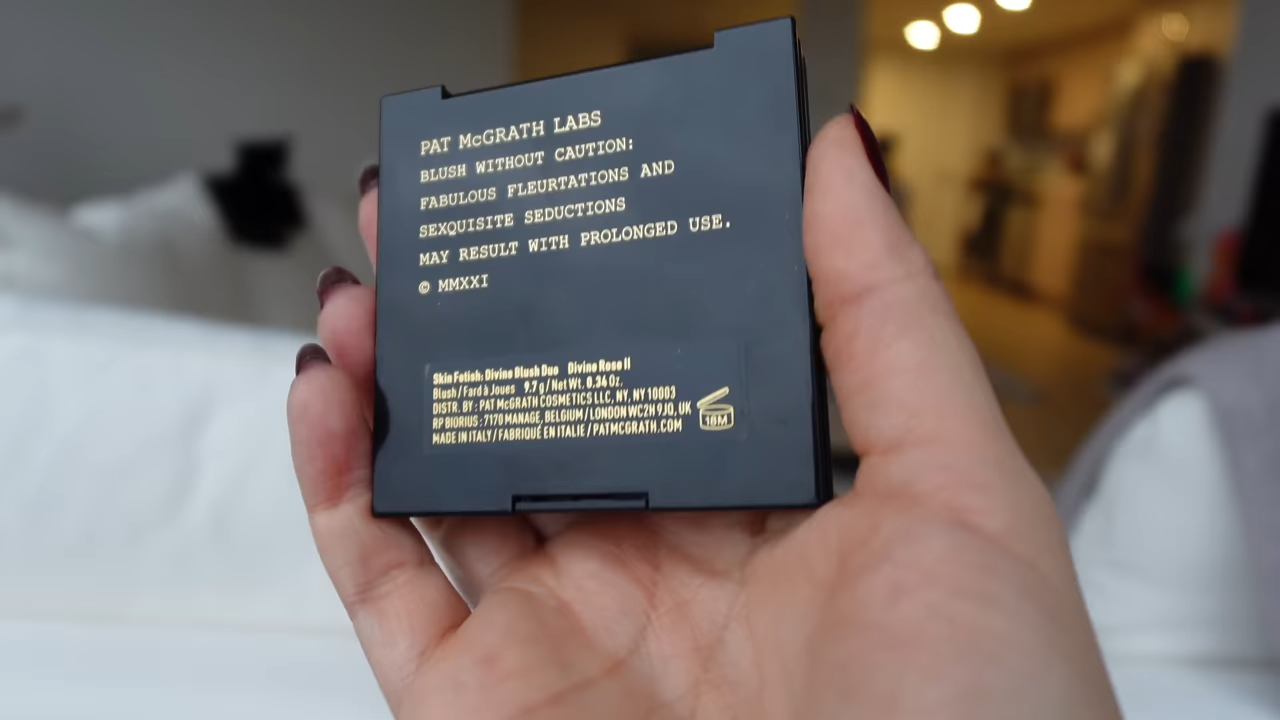 PAT McGRATH LABS
BLUSH WITHOUT CAUTION:
FABULOUS FLEURTATIONS AND
SEXQUISITE SEDUCTIONS
MAY RESULT WITH PROLONGED USE.
© MMXXI
Skin Fetish: Divine Blush Duo Divine Rose II
Blush / Fard à Joues 9.7 g / Net Wt. 0.34 Oz.
DISTR. BY : PAT McGRATH COSMETICS LLC, NY, NY 10003
RP BIORIUS : 7170 MANAGE, BELGIUM / LONDON WC2H 9JQ, UK
MADE IN ITALY / FABRIQUÉ EN ITALIE / PATMCGRATH.COM
18M